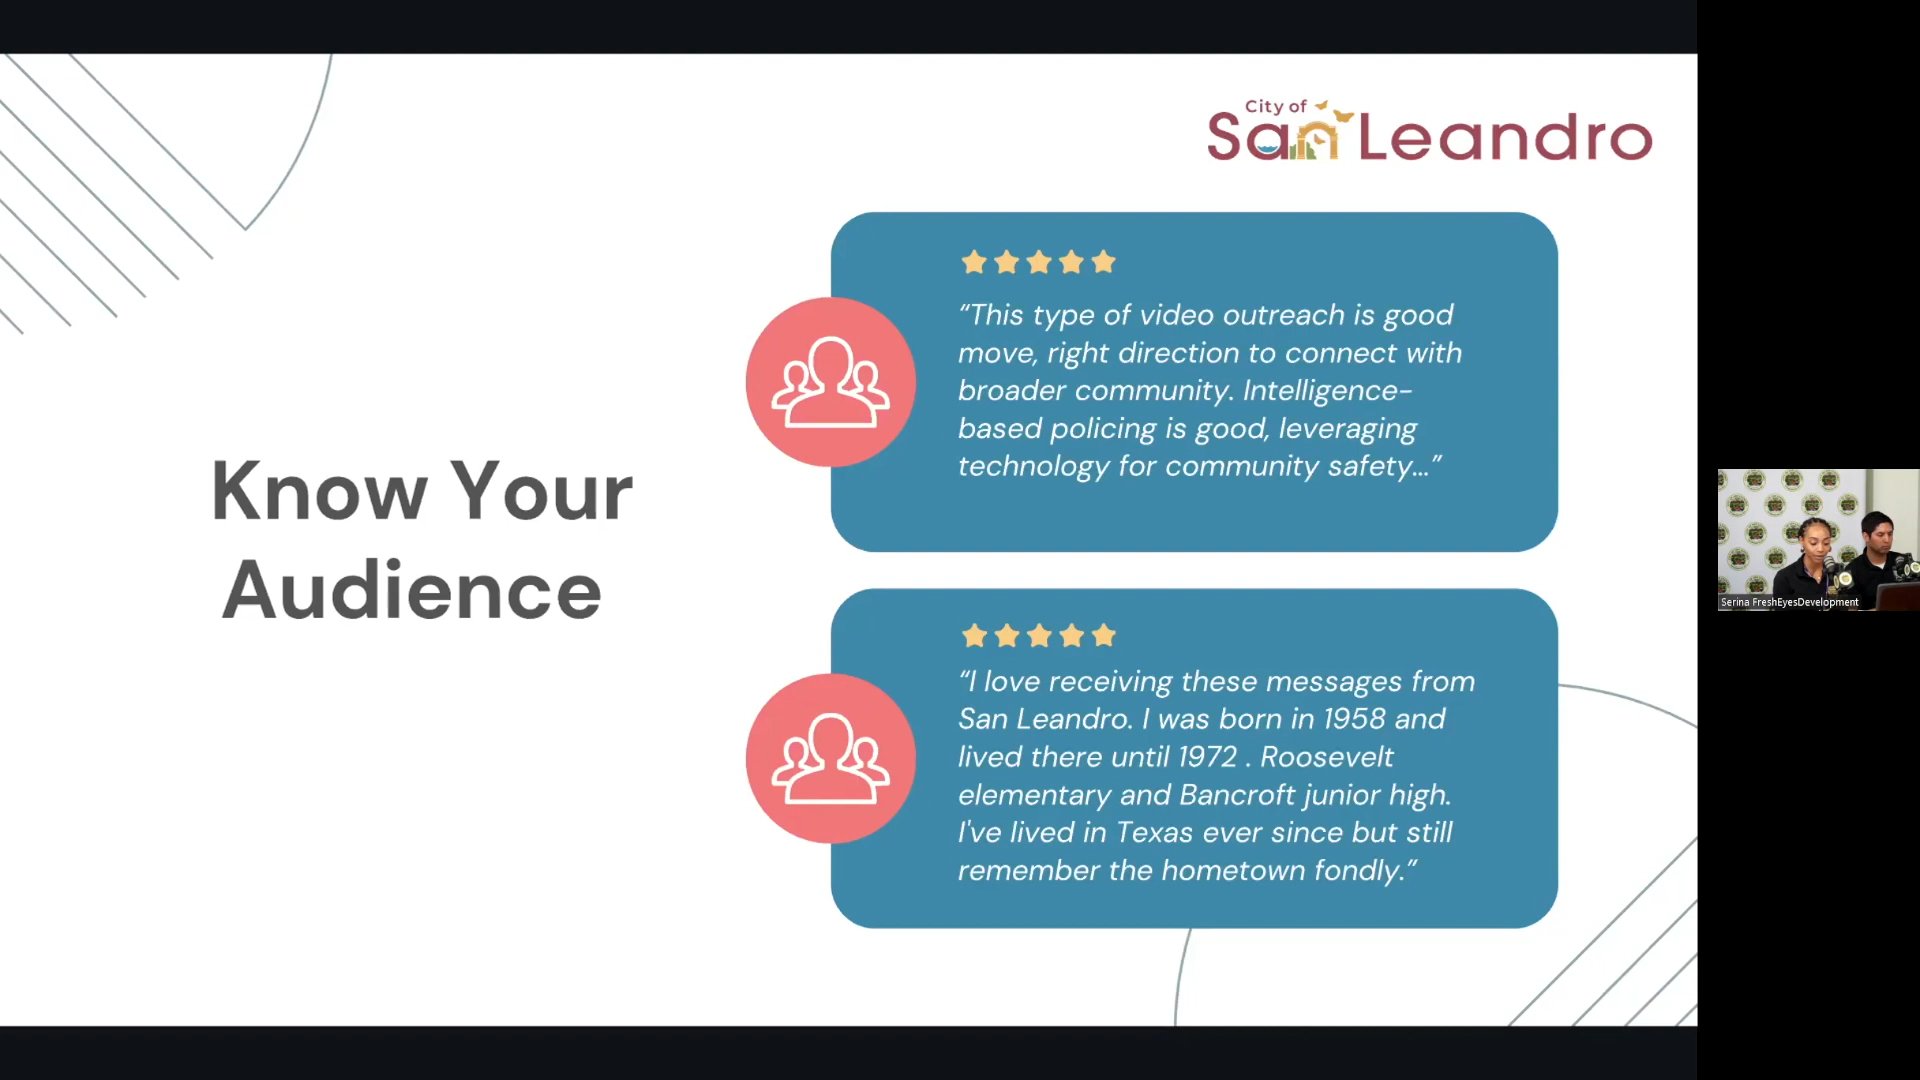 City of
San Leandro
Know Your
Audience
“This type of video outreach is good
move, right direction to connect with
broader community. Intelligence-
based policing is good, leveraging
technology for community safety...”
“I love receiving these messages from
San Leandro. I was born in 1958 and
lived there until 1972 . Roosevelt
elementary and Bancroft junior high.
I've lived in Texas ever since but still
remember the hometown fondly.”
Serina FreshEyesDevelopment